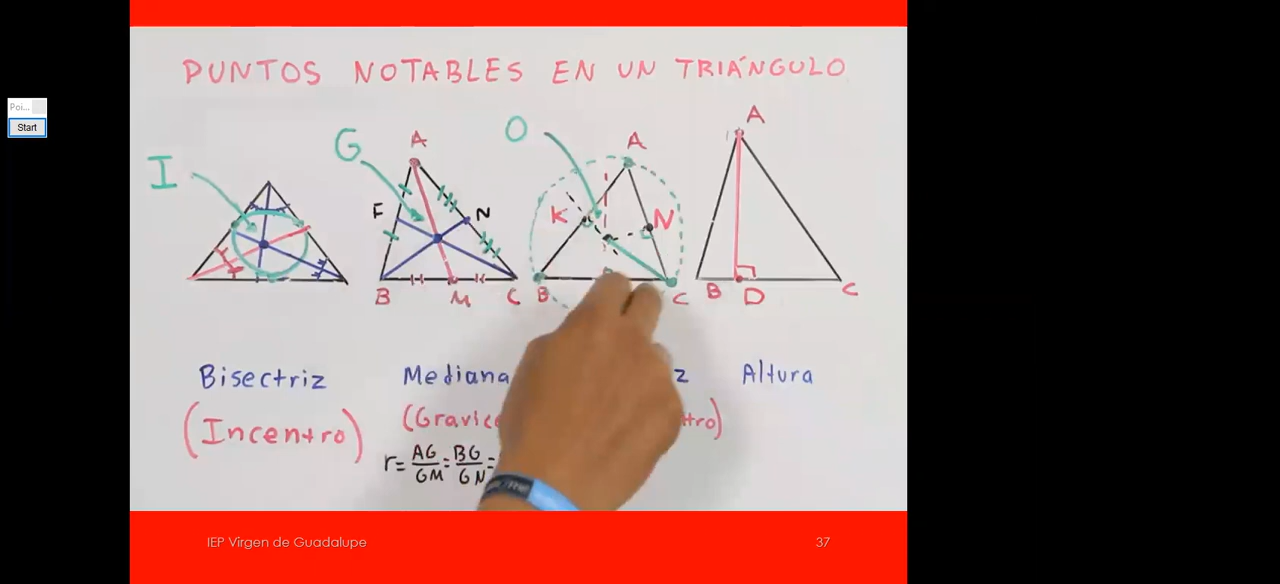 PUNTOS NOTABLES EN UN TRIÁNGULO
Poi...
Start
I
G
O
A
A
A
F
N
K
N
B
M
C
B
C
B
D
C
Bisectriz
Mediana
z
Altura
(Incentro)
(Gravice
tro)
r= AG/GM = BG/GN =
IEP Virgen de Guadalupe
37